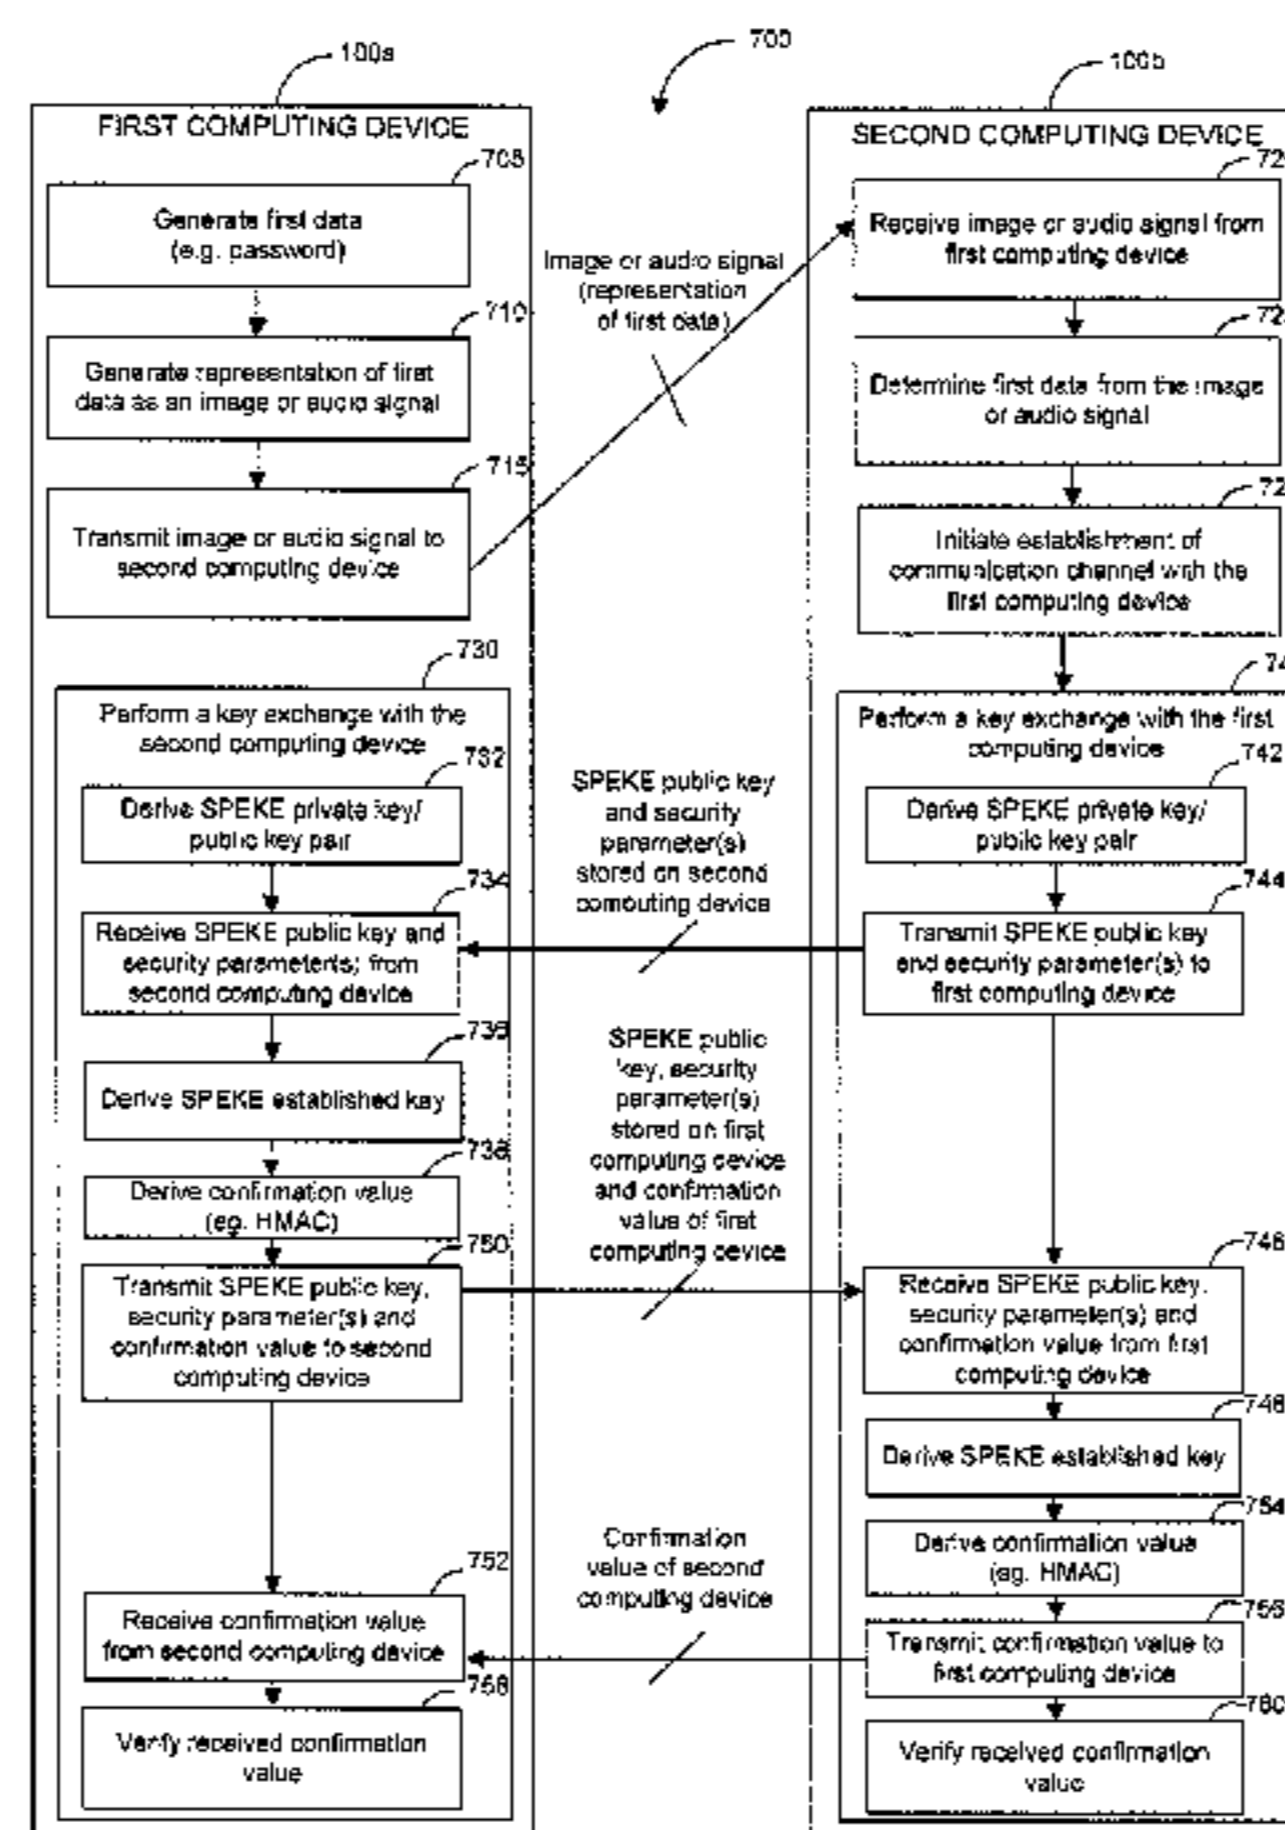 700
100a
FIRST COMPUTING DEVICE
708
Generate first data
(e.g. password)
710
Generate representation of first
data as an image or audio signal
715
Transmit image or audio signal to
second computing device
730
Perform a key exchange with the
second computing device
732
Derive SPEKE private key/
public key pair
734
Receive SPEKE public key and
security parameter(s) from
second computing device
736
Derive SPEKE established key
738
Derive confirmation value
(eg. HMAC)
750
Transmit SPEKE public key,
security parameter(s) and
confirmation value to second
computing device
752
Receive confirmation value
from second computing device
758
Verify received confirmation
value
Image or audio signal
(representation
of first data)
SPEKE public key
and security
parameter(s)
stored on second
computing device
SPEKE public
key, security
parameter(s)
stored on first
computing device
and confirmation
value of first
computing device
Confirmation
value of second
computing device
100b
SECOND COMPUTING DEVICE
72
Receive image or audio signal from
first computing device
72
Determine first data from the image
or audio signal
72
Initiate establishment of
communication channel with the
first computing device
74
Perform a key exchange with the first
computing device
742
Derive SPEKE private key/
public key pair
744
Transmit SPEKE public key
and security parameter(s) to
first computing device
746
Receive SPEKE public key,
security parameter(s) and
confirmation value from first
computing device
748
Derive SPEKE established key
754
Derive confirmation value
(eg. HMAC)
756
Transmit confirmation value to
first computing device
760
Verify received confirmation
value